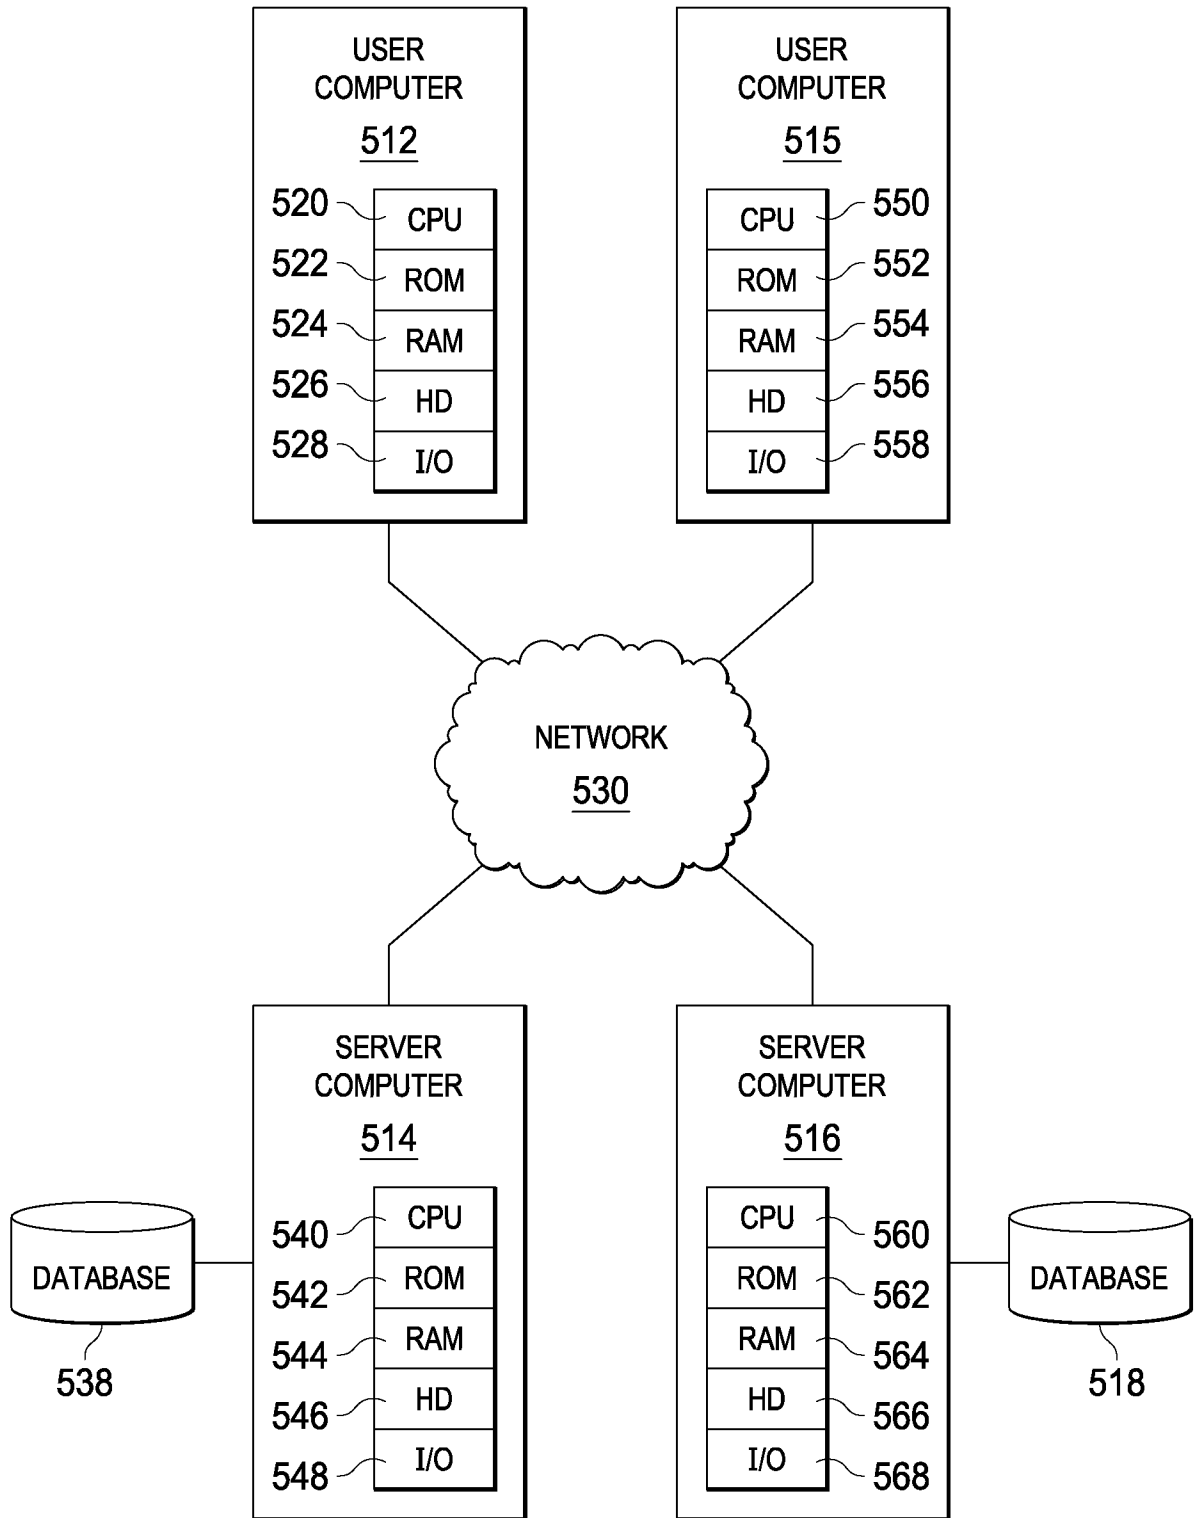 USER
COMPUTER
512
520
CPU
522
ROM
524
RAM
526
HD
528
I/O
USER
COMPUTER
515
CPU
550
ROM
552
RAM
554
HD
556
I/O
558
NETWORK
530
SERVER
COMPUTER
514
540
CPU
542
ROM
544
RAM
546
HD
548
I/O
DATABASE
538
SERVER
COMPUTER
516
CPU
560
ROM
562
RAM
564
HD
566
I/O
568
DATABASE
518